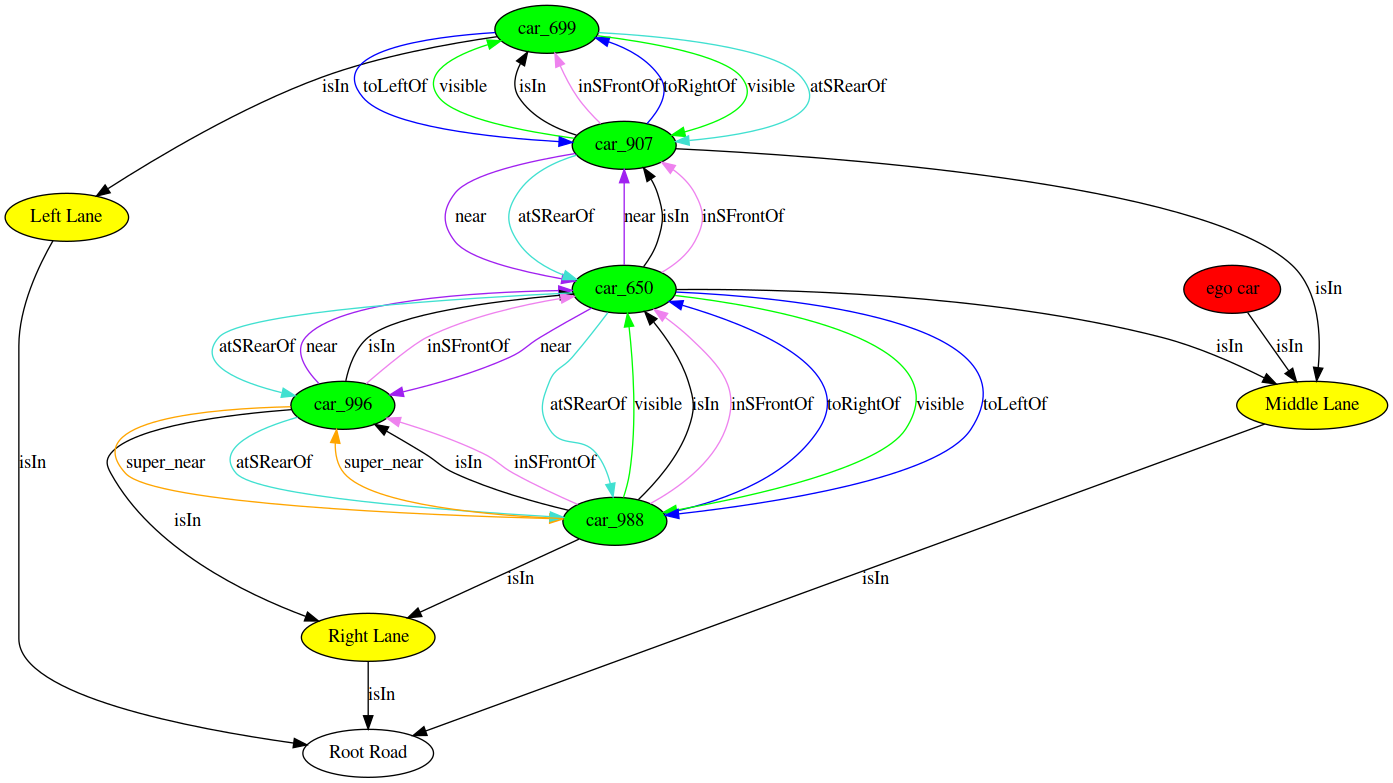 car_699
isIn toLeftOf visible isIn inSFrontOf toRightOf visible atSRearOf
car_907
Left Lane near atSRearOf near isIn inSFrontOf
car_650 ego car isIn
atSRearOf near isIn inSFrontOf near isIn isIn
car_996 atSRearOf visible isIn inSFrontOf toRightOf visible toLeftOf Middle Lane
isIn super_near atSRearOf super_near isIn inSFrontOf
isIn car_988
isIn isIn
Right Lane
isIn
Root Road